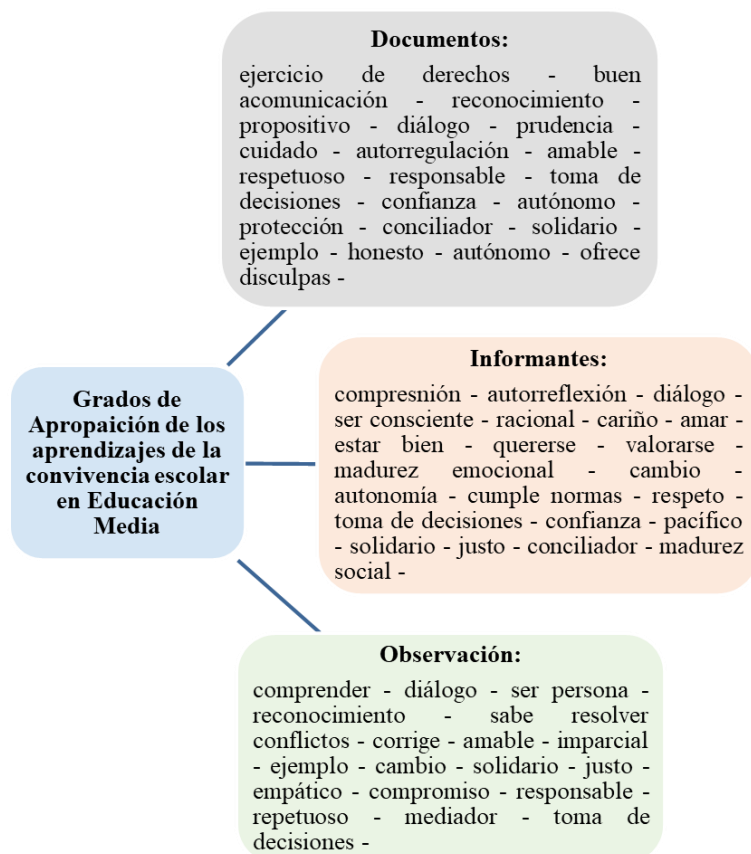 Documentos:
ejercicio de derechos - buen
acomunicación - reconocimiento -
propositivo - diálogo - prudencia -
cuidado - autorregulación - amable -
respetuoso - responsable - toma de
decisiones - confianza - autónomo -
protección - conciliador - solidario -
ejemplo - honesto - autónomo - ofrece
disculpas -
Grados de
Apropaición de los
aprendizajes de la
convivencia escolar
en Educación
Media
Informantes:
compresnión - autorreflexión - diálogo -
ser consciente - racional - cariño - amar -
estar bien - quererse - valorarse -
madurez emocional - cambio -
autonomía - cumple normas - respeto -
toma de decisiones - confianza - pacífico
- solidario - justo - conciliador - madurez
social -
Observación:
comprender - diálogo - ser persona -
reconocimiento - sabe resolver
conflictos - corrige - amable - imparcial
- ejemplo - cambio - solidario - justo -
empático - compromiso - responsable -
repetuoso - mediador - toma de
decisiones -